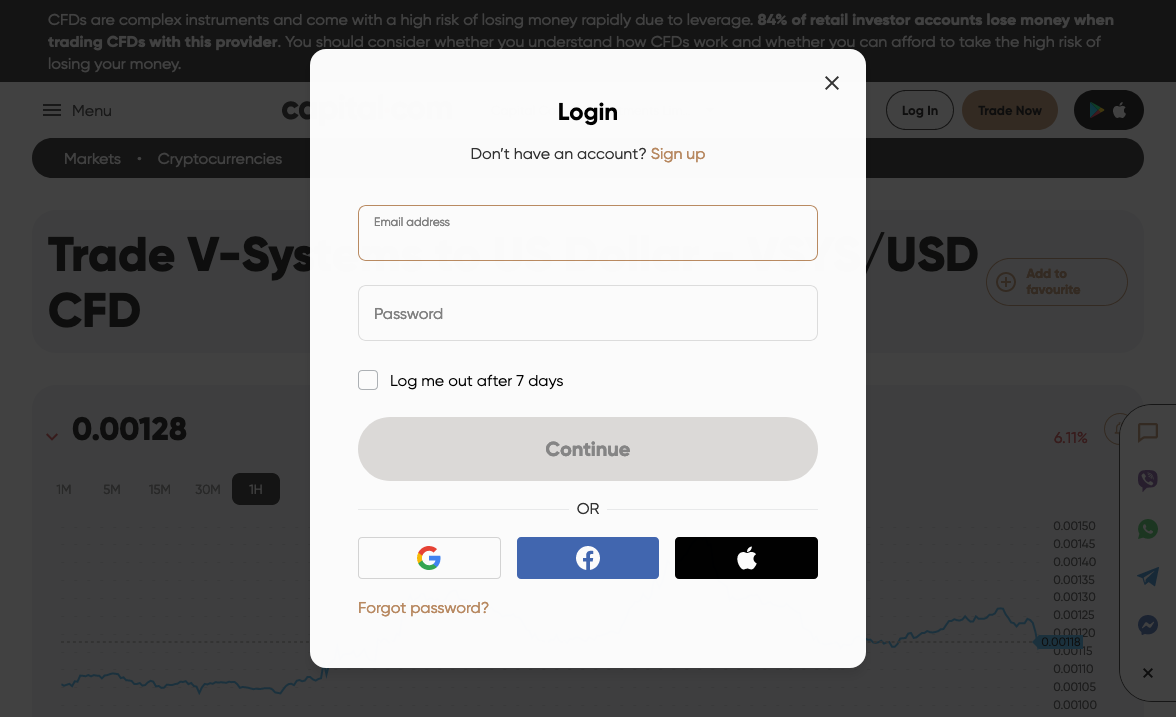 CFDs are complex instruments and come with a high risk of losing money rapidly due to leverage. 84% of retail investor accounts lose money when
trading CFDs with this provider. You should consider whether you understand how CFDs work and whether you can afford to take the high risk of
losing your money.
Menu
Log In
Trade Now
Markets • Cryptocurrencies
Login
Don't have an account? Sign up
Email address
Password
Log me out after 7 days
Continue
OR
Forgot password?
Trade V-Sys
/USD
CFD
Add to
favourite
0.00128
6.11%
1M
5M
15M
30M
1H
0.00150
0.00145
0.00140
0.00135
0.00130
0.00125
0.00120
0.00118
0.00115
0.00110
0.00105
0.00100